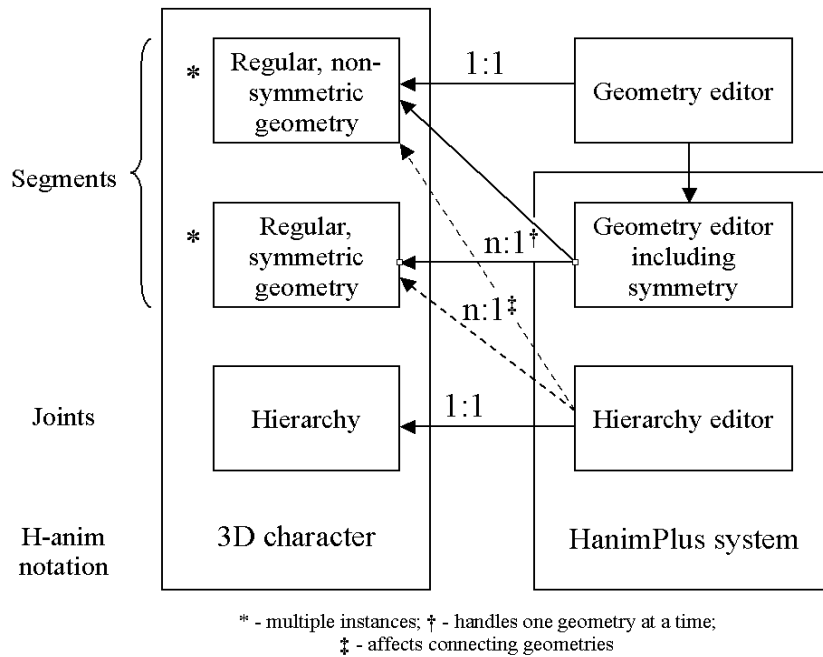 Segments
Joints
H-anim
notation
*
Regular, non-
symmetric
geometry
*
Regular,
symmetric
geometry
Hierarchy
3D character
1:1
n:1†
n:1‡
1:1
Geometry editor
Geometry editor
including
symmetry
Hierarchy editor
HanimPlus system
* - multiple instances; † - handles one geometry at a time;
‡ - affects connecting geometries